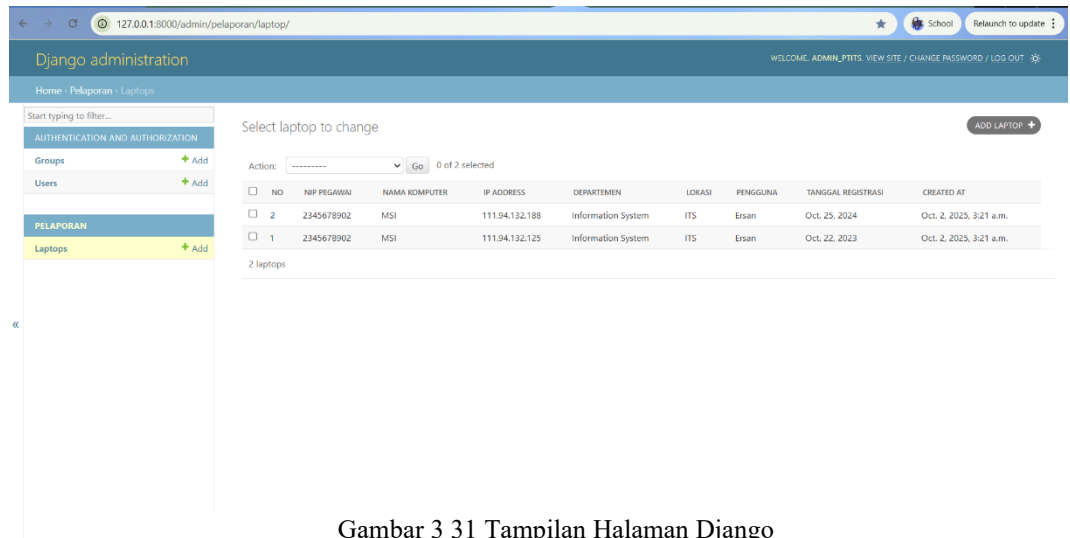 127.0.0.1:8000/admin/pelaporan/laptop/
School
Relaunch to update
Django administration
WELCOME, ADMIN_PTITS. VIEW SITE / CHANGE PASSWORD / LOG OUT
Home › Pelaporan › Laptops
Start typing to filter...
AUTHENTICATION AND AUTHORIZATION
Groups + Add
Users + Add
PELAPORAN
Laptops + Add
«
Select laptop to change
ADD LAPTOP +
Action: --------- Go 0 of 2 selected
NO NIP PEGAWAI NAMA KOMPUTER IP ADDRESS DEPARTEMEN LOKASI PENGGUNA TANGGAL REGISTRASI CREATED AT
2 2345678902 MSI 111.94.132.188 Information System ITS Ersan Oct. 25, 2024 Oct. 2, 2025, 3:21 a.m.
1 2345678902 MSI 111.94.132.125 Information System ITS Ersan Oct. 22, 2023 Oct. 2, 2025, 3:21 a.m.
2 laptops
Gambar 3 31 Tampilan Halaman Django